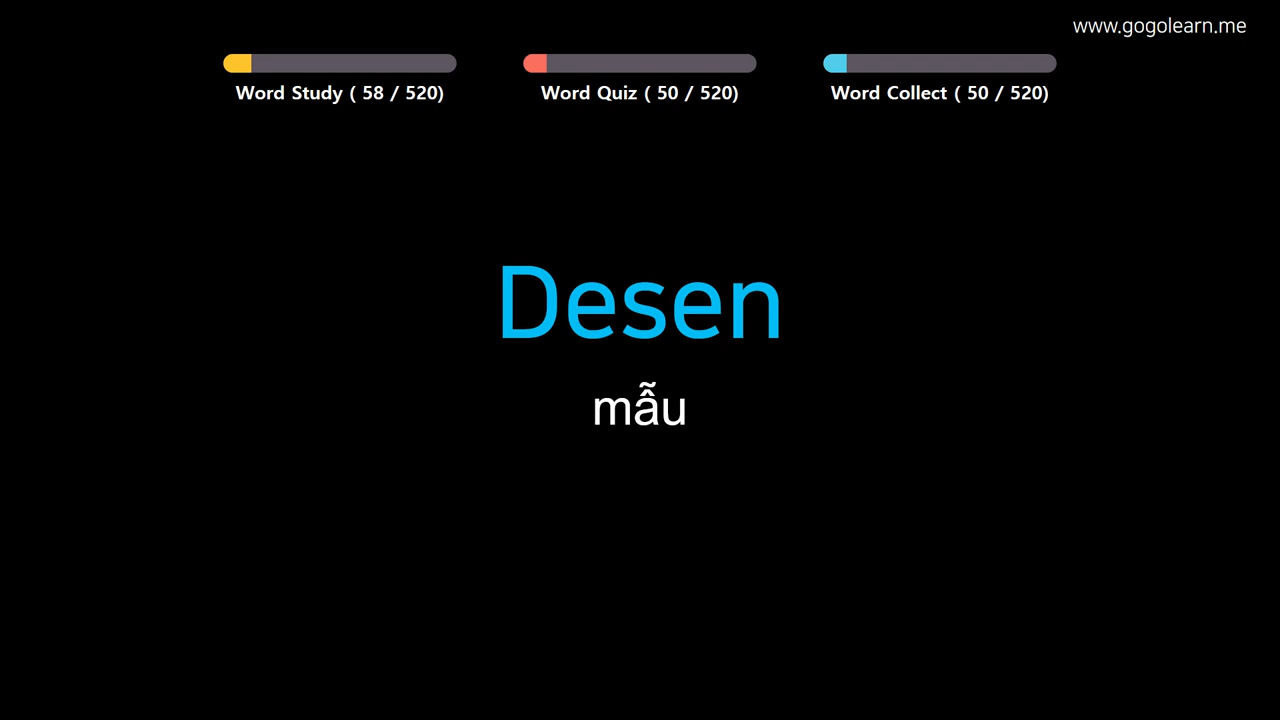 www.gogolearn.me
Word Study ( 58 / 520)
Word Quiz ( 50 / 520)
Word Collect ( 50 / 520)
Desen
mẫu